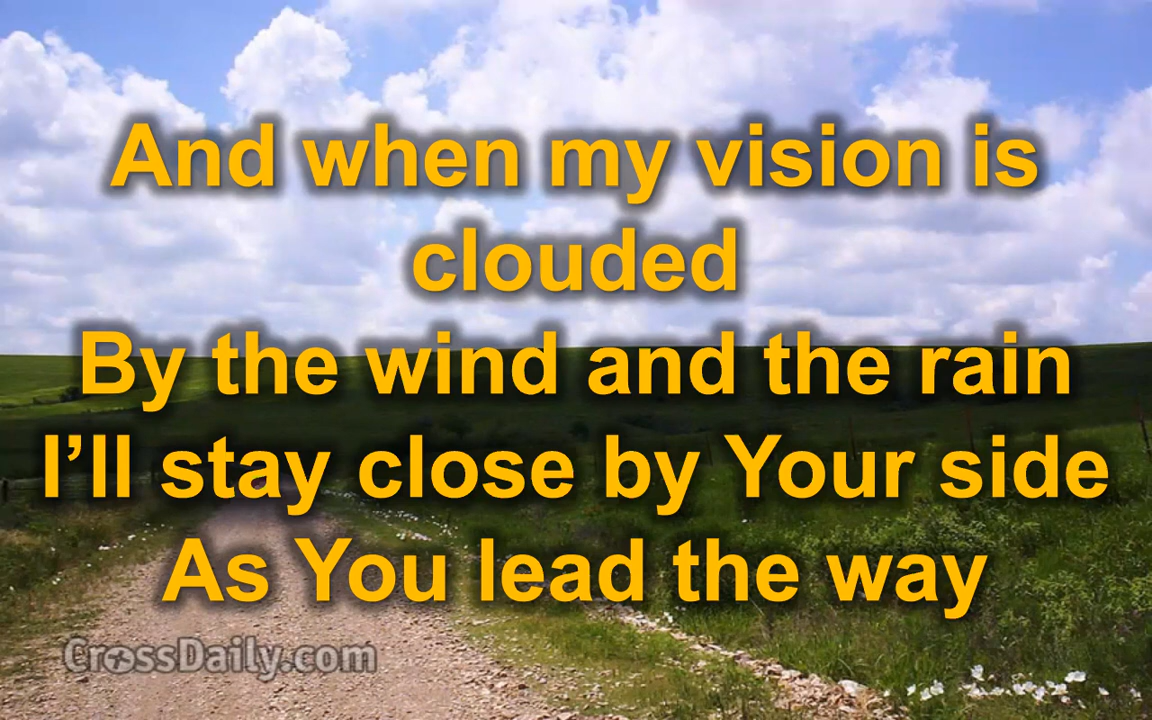 And when my vision is
clouded
By the wind and the rain
I’ll stay close by Your side
As You lead the way
CrossDaily.com